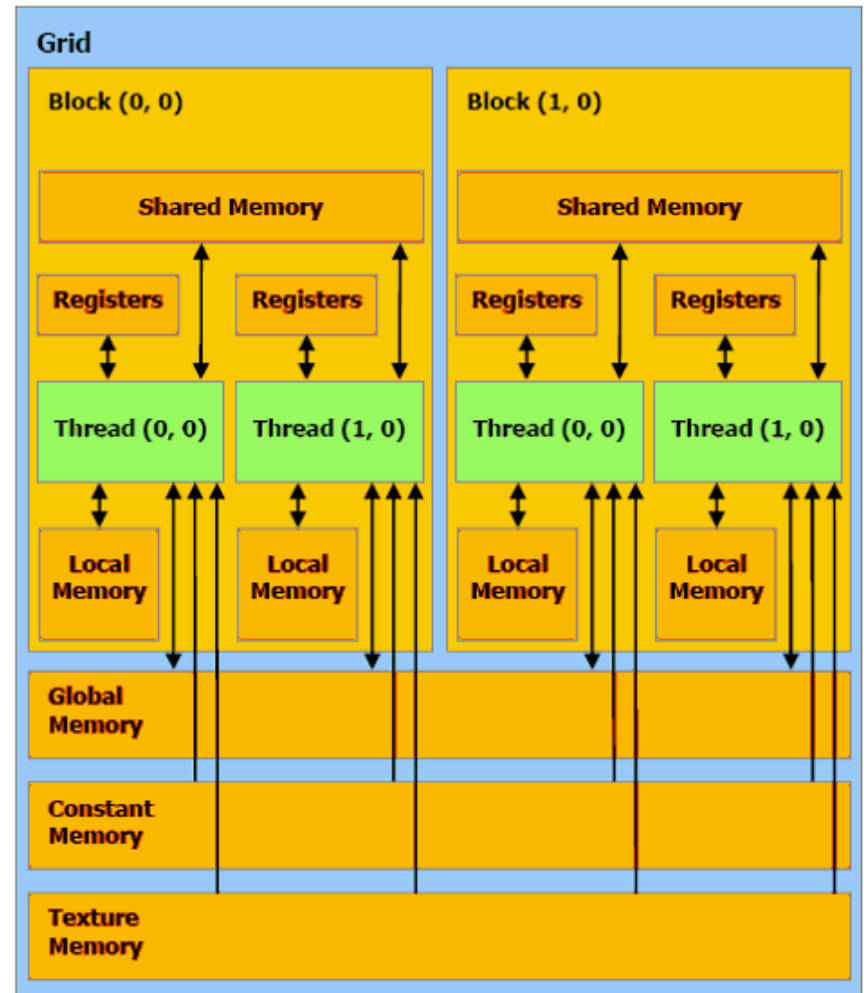 Grid
Block (0, 0)
Block (1, 0)
Shared Memory
Shared Memory
Registers
Registers
Registers
Registers
Thread (0, 0)
Thread (1, 0)
Thread (0, 0)
Thread (1, 0)
Local
Memory
Local
Memory
Local
Memory
Local
Memory
Global
Memory
Constant
Memory
Texture
Memory